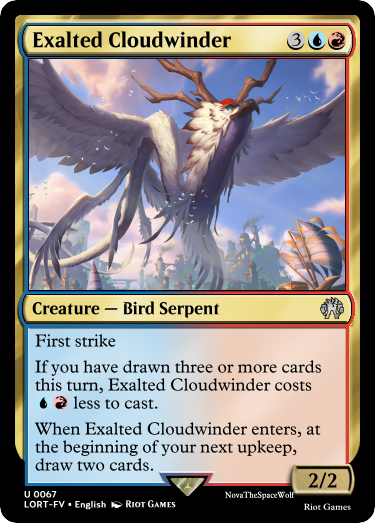 Exalted Cloudwinder 3
Creature — Bird Serpent
First strike
If you have drawn three or more cards
this turn, Exalted Cloudwinder costs
less to cast.
When Exalted Cloudwinder enters, at
the beginning of your next upkeep,
draw two cards.
2/2
U 0067
LORT-FV • English Riot Games
NovaTheSpaceWolf
Riot Games